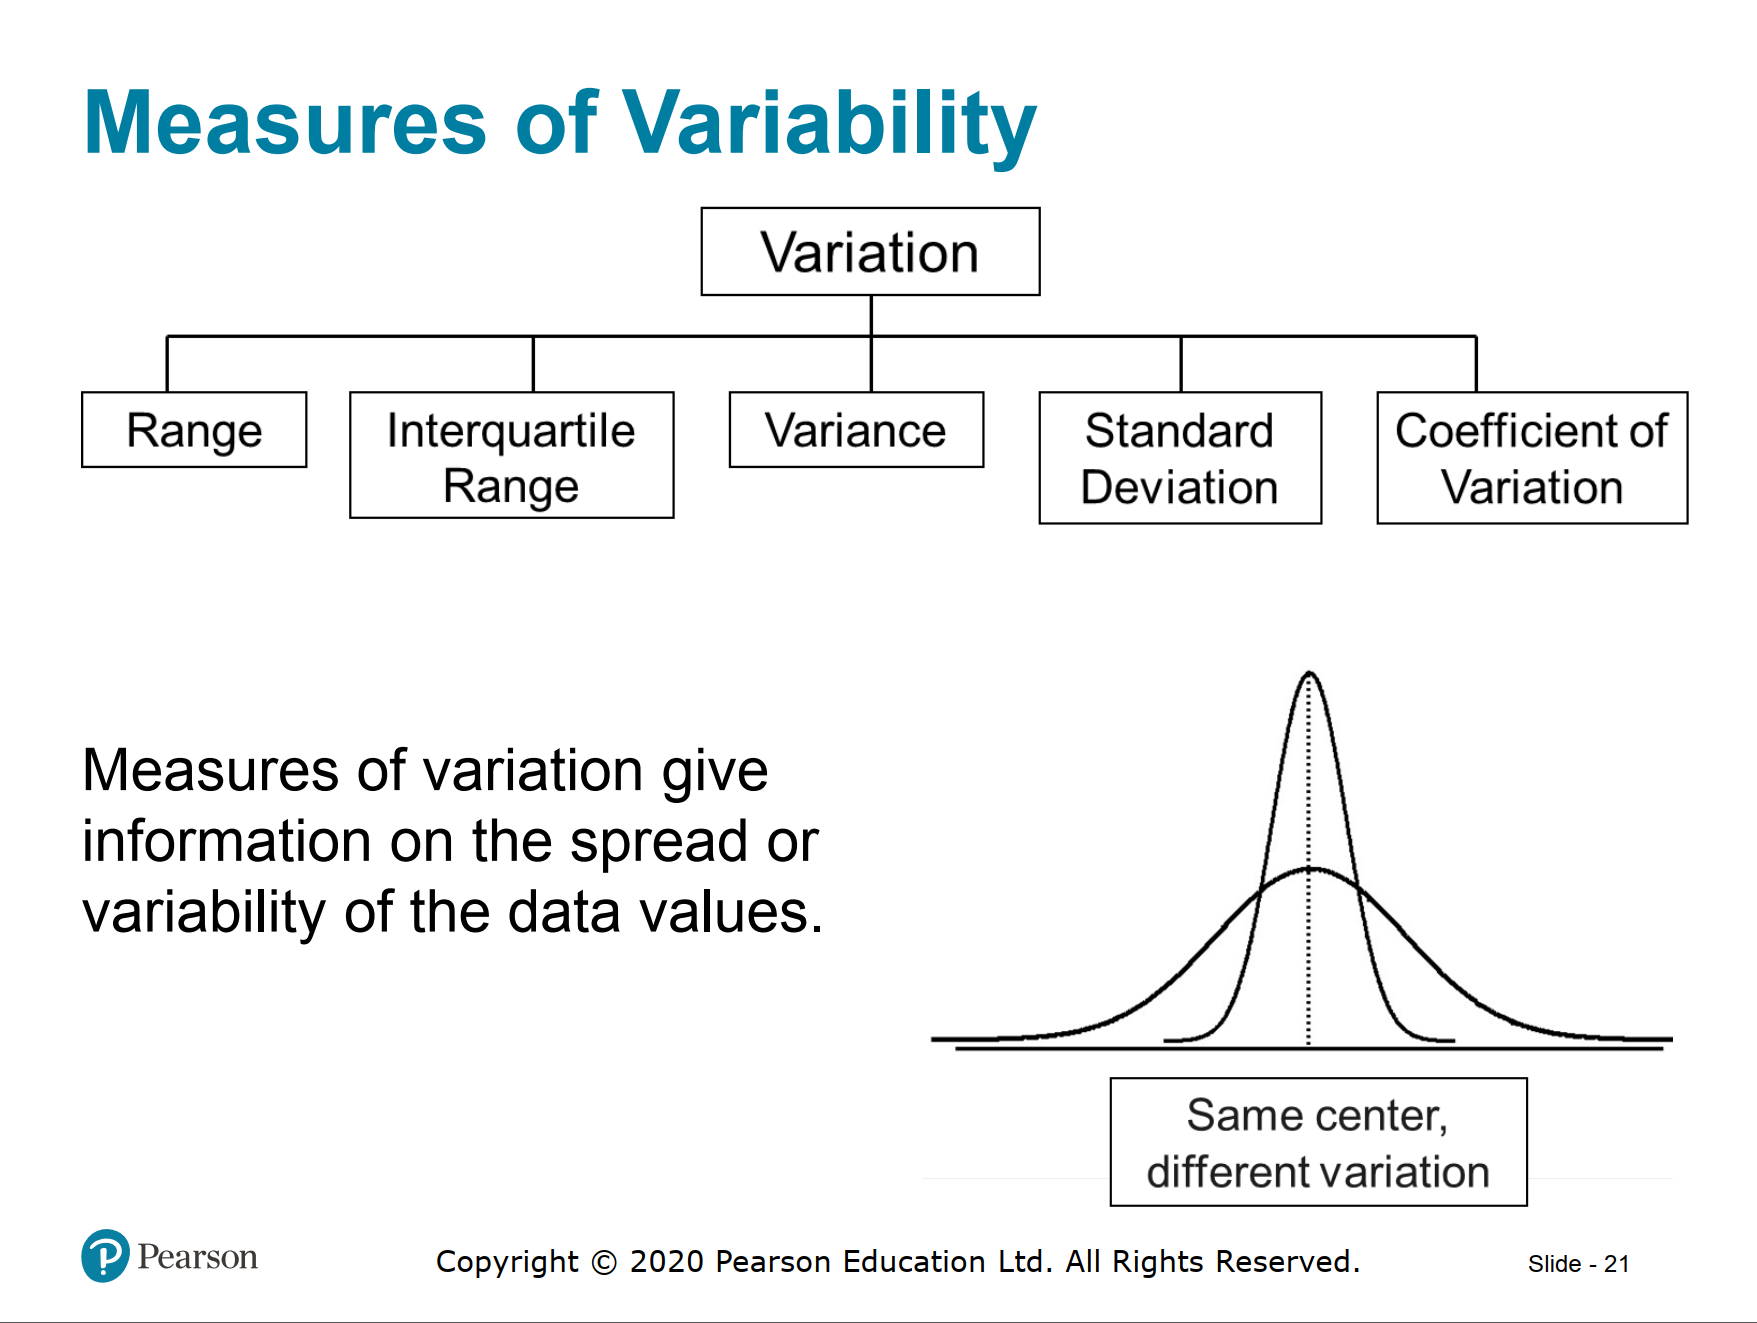 Measures of Variability
Variation
Range
Interquartile
Range
Variance
Standard
Deviation
Coefficient of
Variation
Measures of variation give
information on the spread or
variability of the data values.
Same center,
different variation
Pearson
Copyright © 2020 Pearson Education Ltd. All Rights Reserved.
Slide - 21